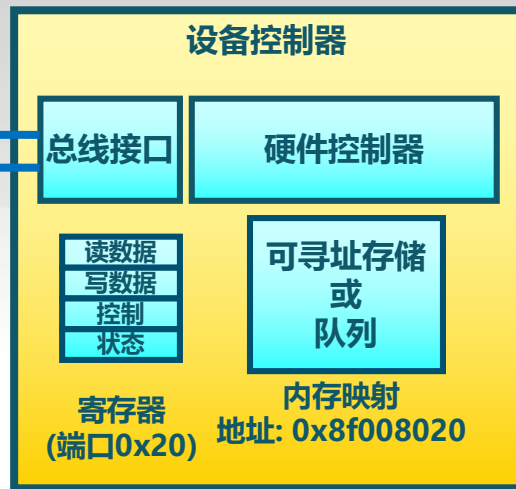 设备控制器
总线接口
硬件控制器
读数据
写数据
控制
状态
可寻址存储
或
队列
寄存器
(端口0x20)
内存映射
地址: 0x8f008020